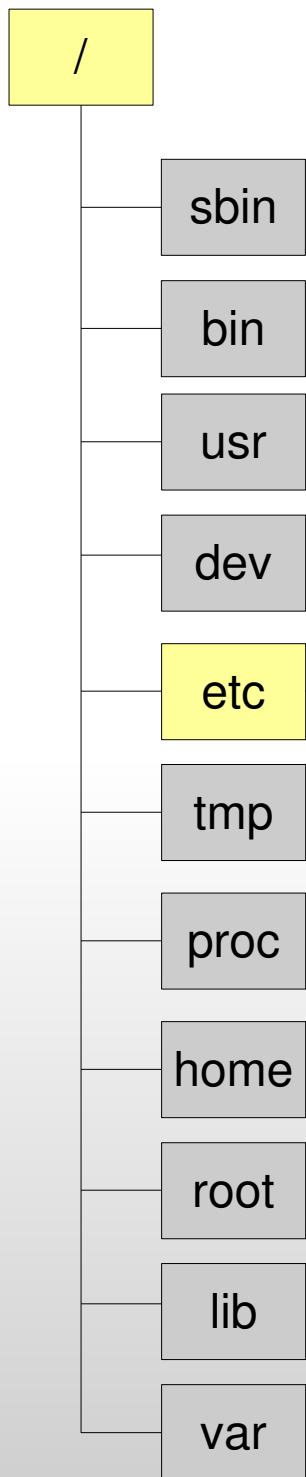 /
sbin
bin
usr
dev
etc
tmp
proc
home
root
lib
var